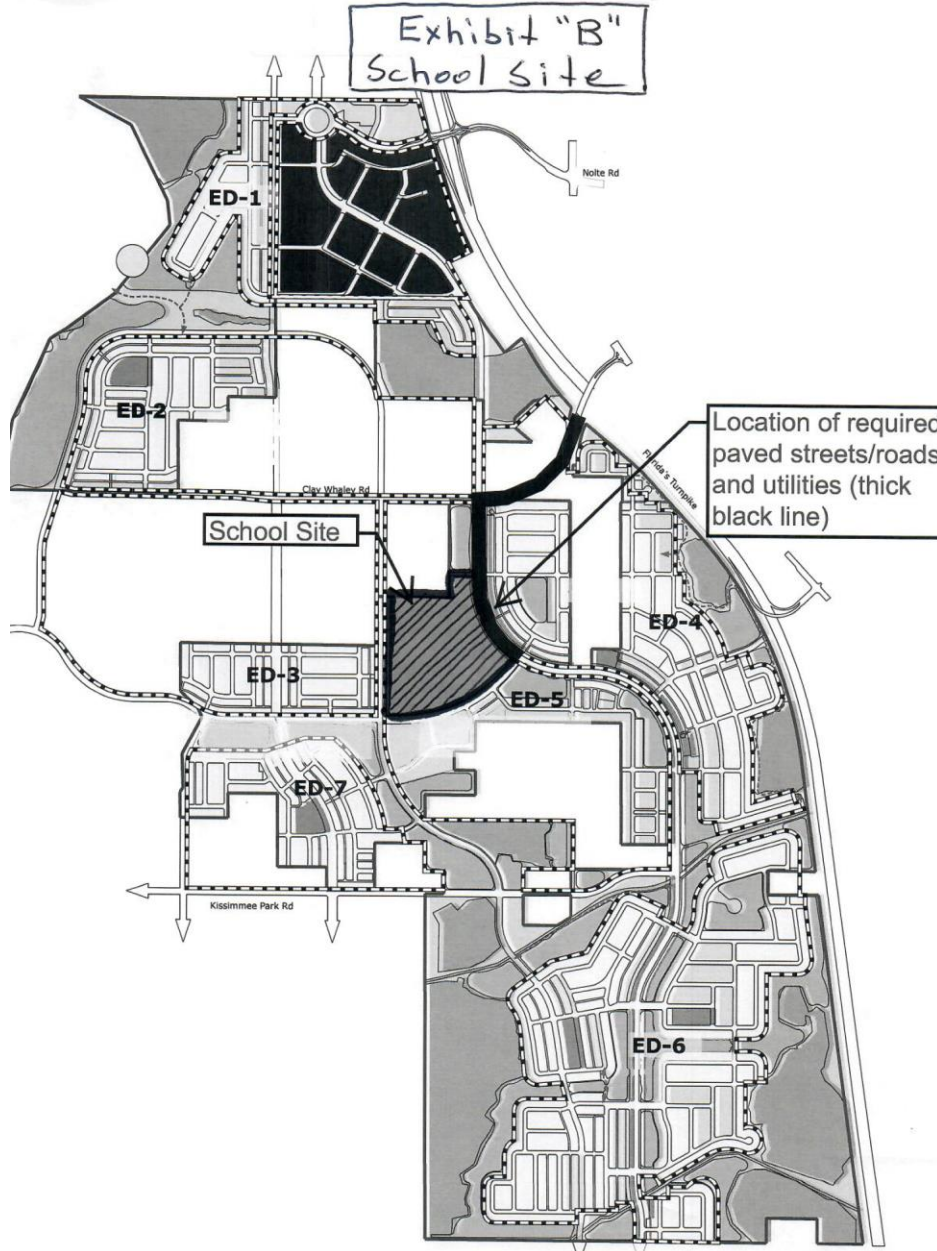 Exhibit "B"
School Site
Nolte Rd
ED-1
ED-2
Location of required
paved streets/roads
and utilities (thick
black line)
Florida's Turnpike
Clay Whaley Rd
School Site
ED-4
ED-3
ED-5
ED-7
Kissimmee Park Rd
ED-6